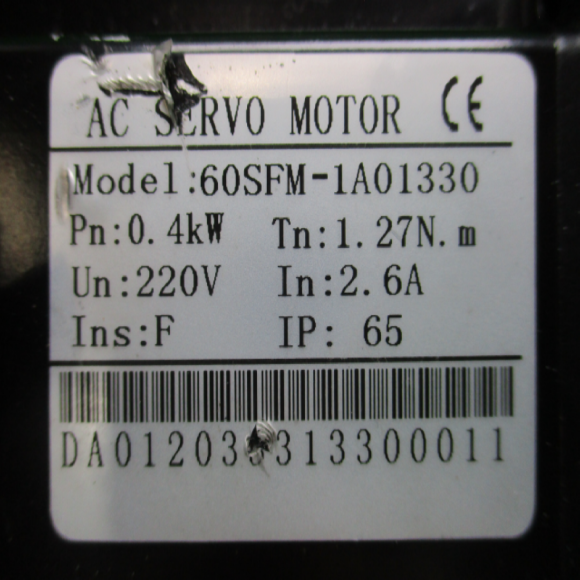 AC SERVO MOTOR CE
Model:60SFM-1A01330
Pn:0.4kW Tn:1.27N.m
Un:220V In:2.6A
Ins:F IP: 65